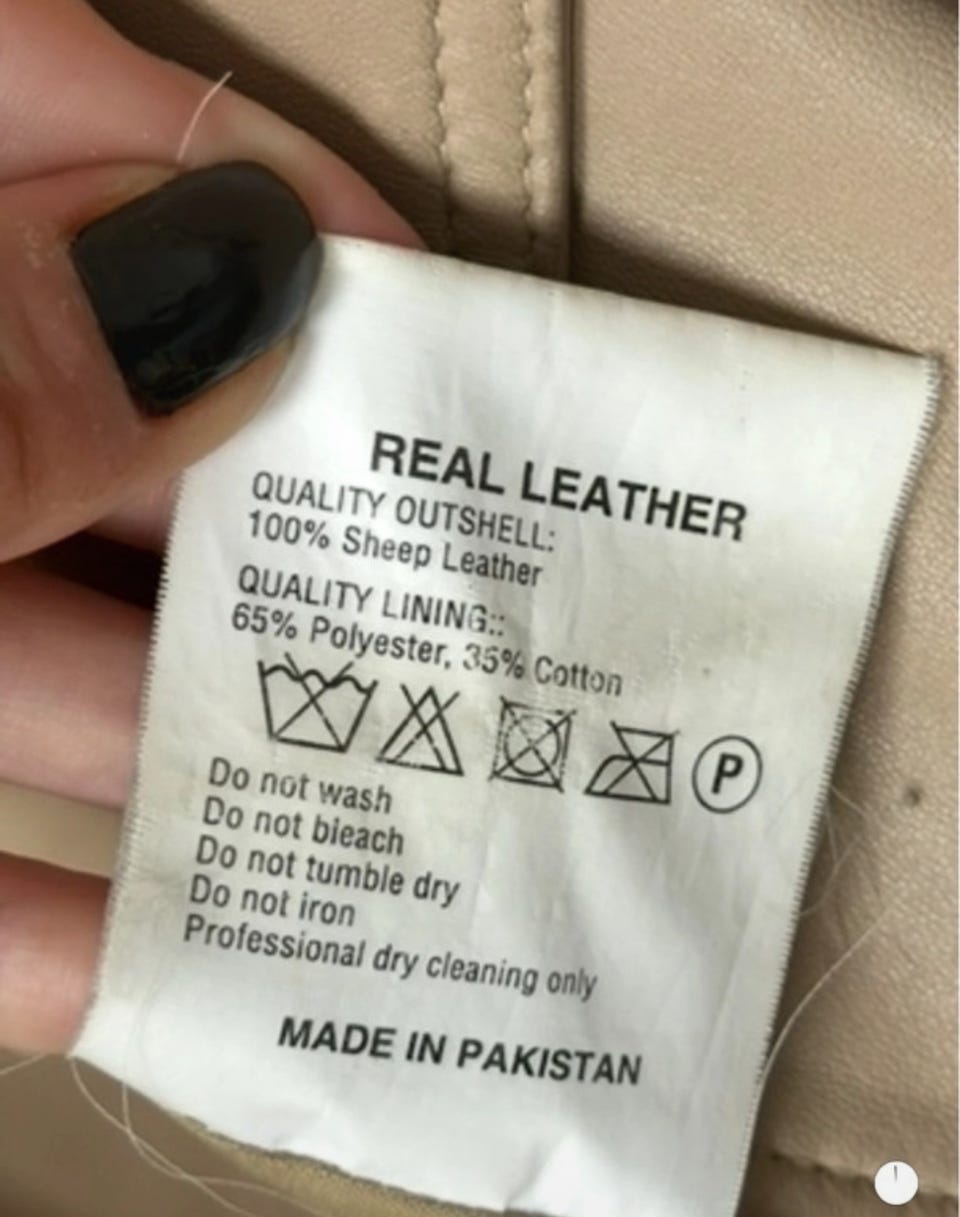 REAL LEATHER
QUALITY OUTSHELL:
100% Sheep Leather
QUALITY LINING::
65% Polyester, 35% Cotton
P
Do not wash
Do not bleach
Do not tumble dry
Do not iron
Professional dry cleaning only
MADE IN PAKISTAN